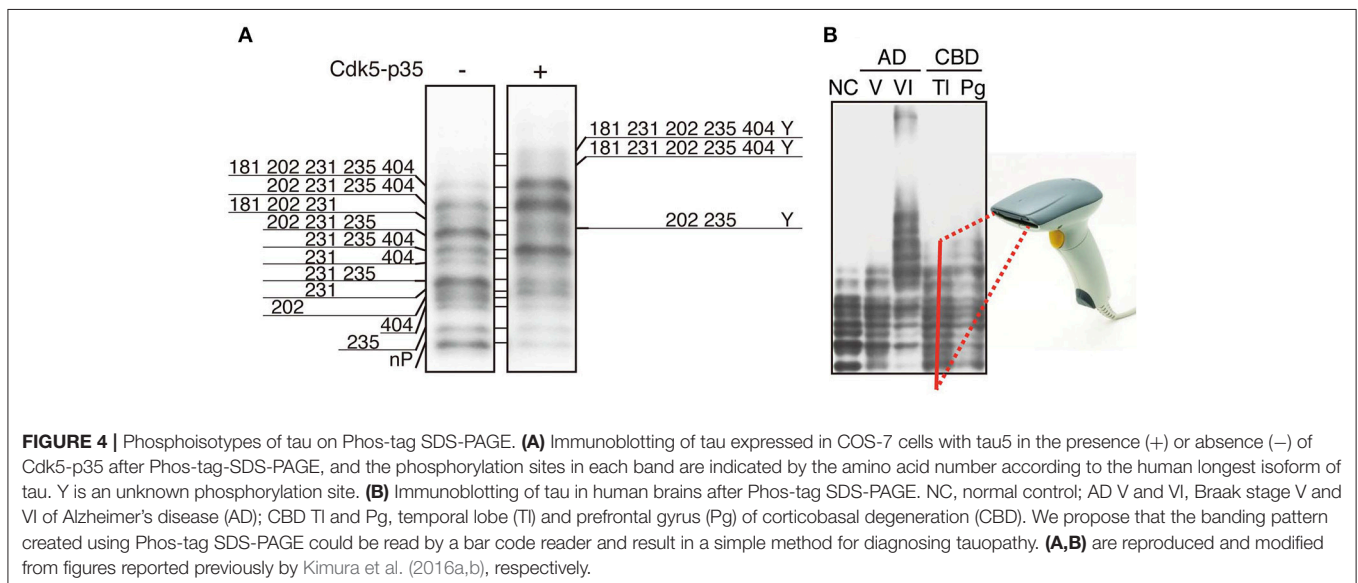 A
Cdk5-p35 - +
181 231 202 235 404 Y
181 231 202 235 404 Y
202 235 Y
181 202 231 235 404
202 231 235 404
181 202 231
202 231 235
231 235 404
231 404
231 235
231
202
404
235
nP
B
AD CBD
NC V VI Tl Pg
FIGURE 4 | Phosphoisotypes of tau on Phos-tag SDS-PAGE. (A) Immunoblotting of tau expressed in COS-7 cells with tau5 in the presence (+) or absence (−) of
Cdk5-p35 after Phos-tag-SDS-PAGE, and the phosphorylation sites in each band are indicated by the amino acid number according to the human longest isoform of
tau. Y is an unknown phosphorylation site. (B) Immunoblotting of tau in human brains after Phos-tag SDS-PAGE. NC, normal control; AD V and VI, Braak stage V and
VI of Alzheimer's disease (AD); CBD Tl and Pg, temporal lobe (Tl) and prefrontal gyrus (Pg) of corticobasal degeneration (CBD). We propose that the banding pattern
created using Phos-tag SDS-PAGE could be read by a bar code reader and result in a simple method for diagnosing tauopathy. (A,B) are reproduced and modified
from figures reported previously by Kimura et al. (2016a,b), respectively.